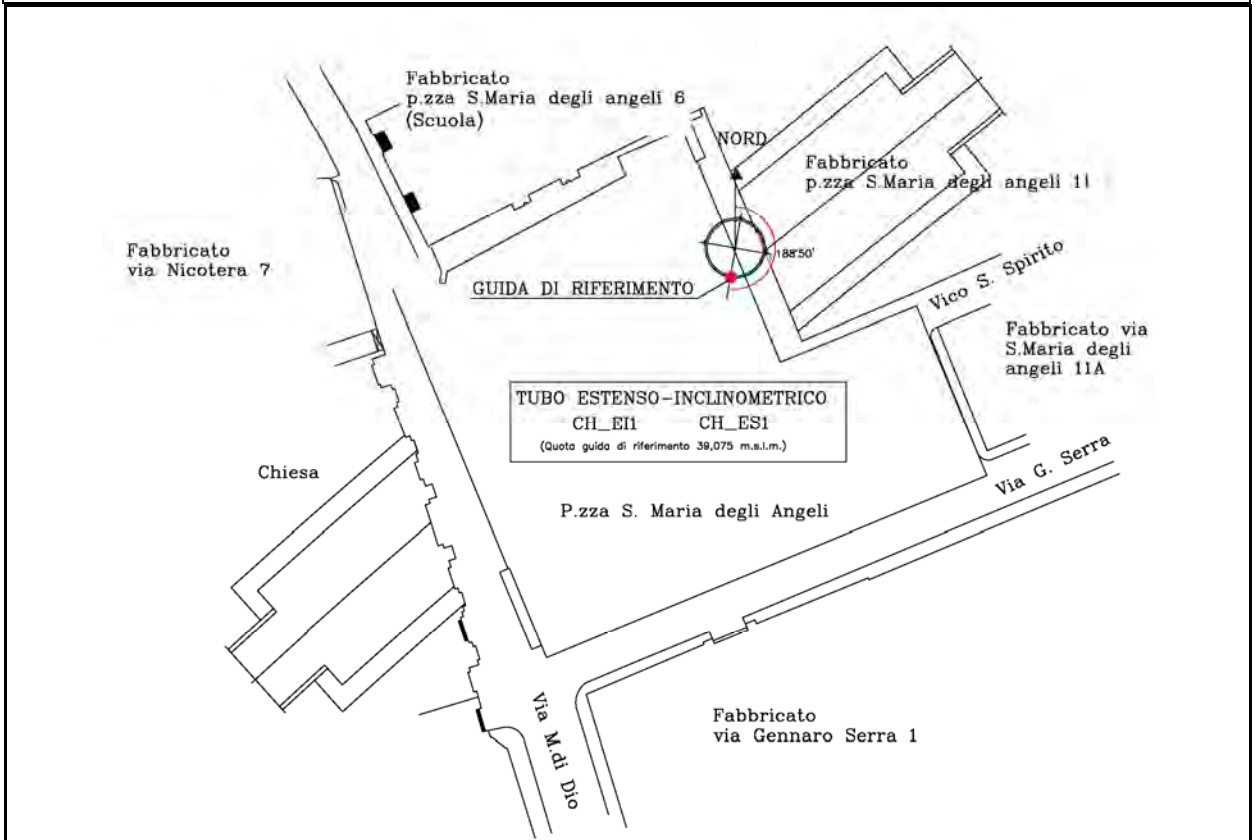 Fabbricato
p.zza S.Maria degli angeli 6
(Scuola)
NORD
Fabbricato
p.zza S.Maria degli angeli 11
Fabbricato
via Nicotera 7
188°50'
GUIDA DI RIFERIMENTO
Vico S. Spirito
Fabbricato via
S.Maria degli
angeli 11A
TUBO ESTENSO-INCLINOMETRICO
CH_EI1 CH_ES1
(Quota guida di riferimento 39,075 m.s.l.m.)
Chiesa
Via G. Serra
P.zza S. Maria degli Angeli
Via M.di Dio
Fabbricato
via Gennaro Serra 1